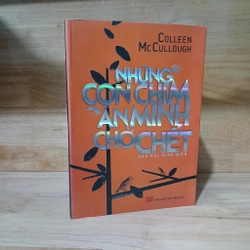 COLLEEN
MCCULLOUGH
NHỮNG
CON CHIM
ẨN MÌNH
CHỜ CHẾT